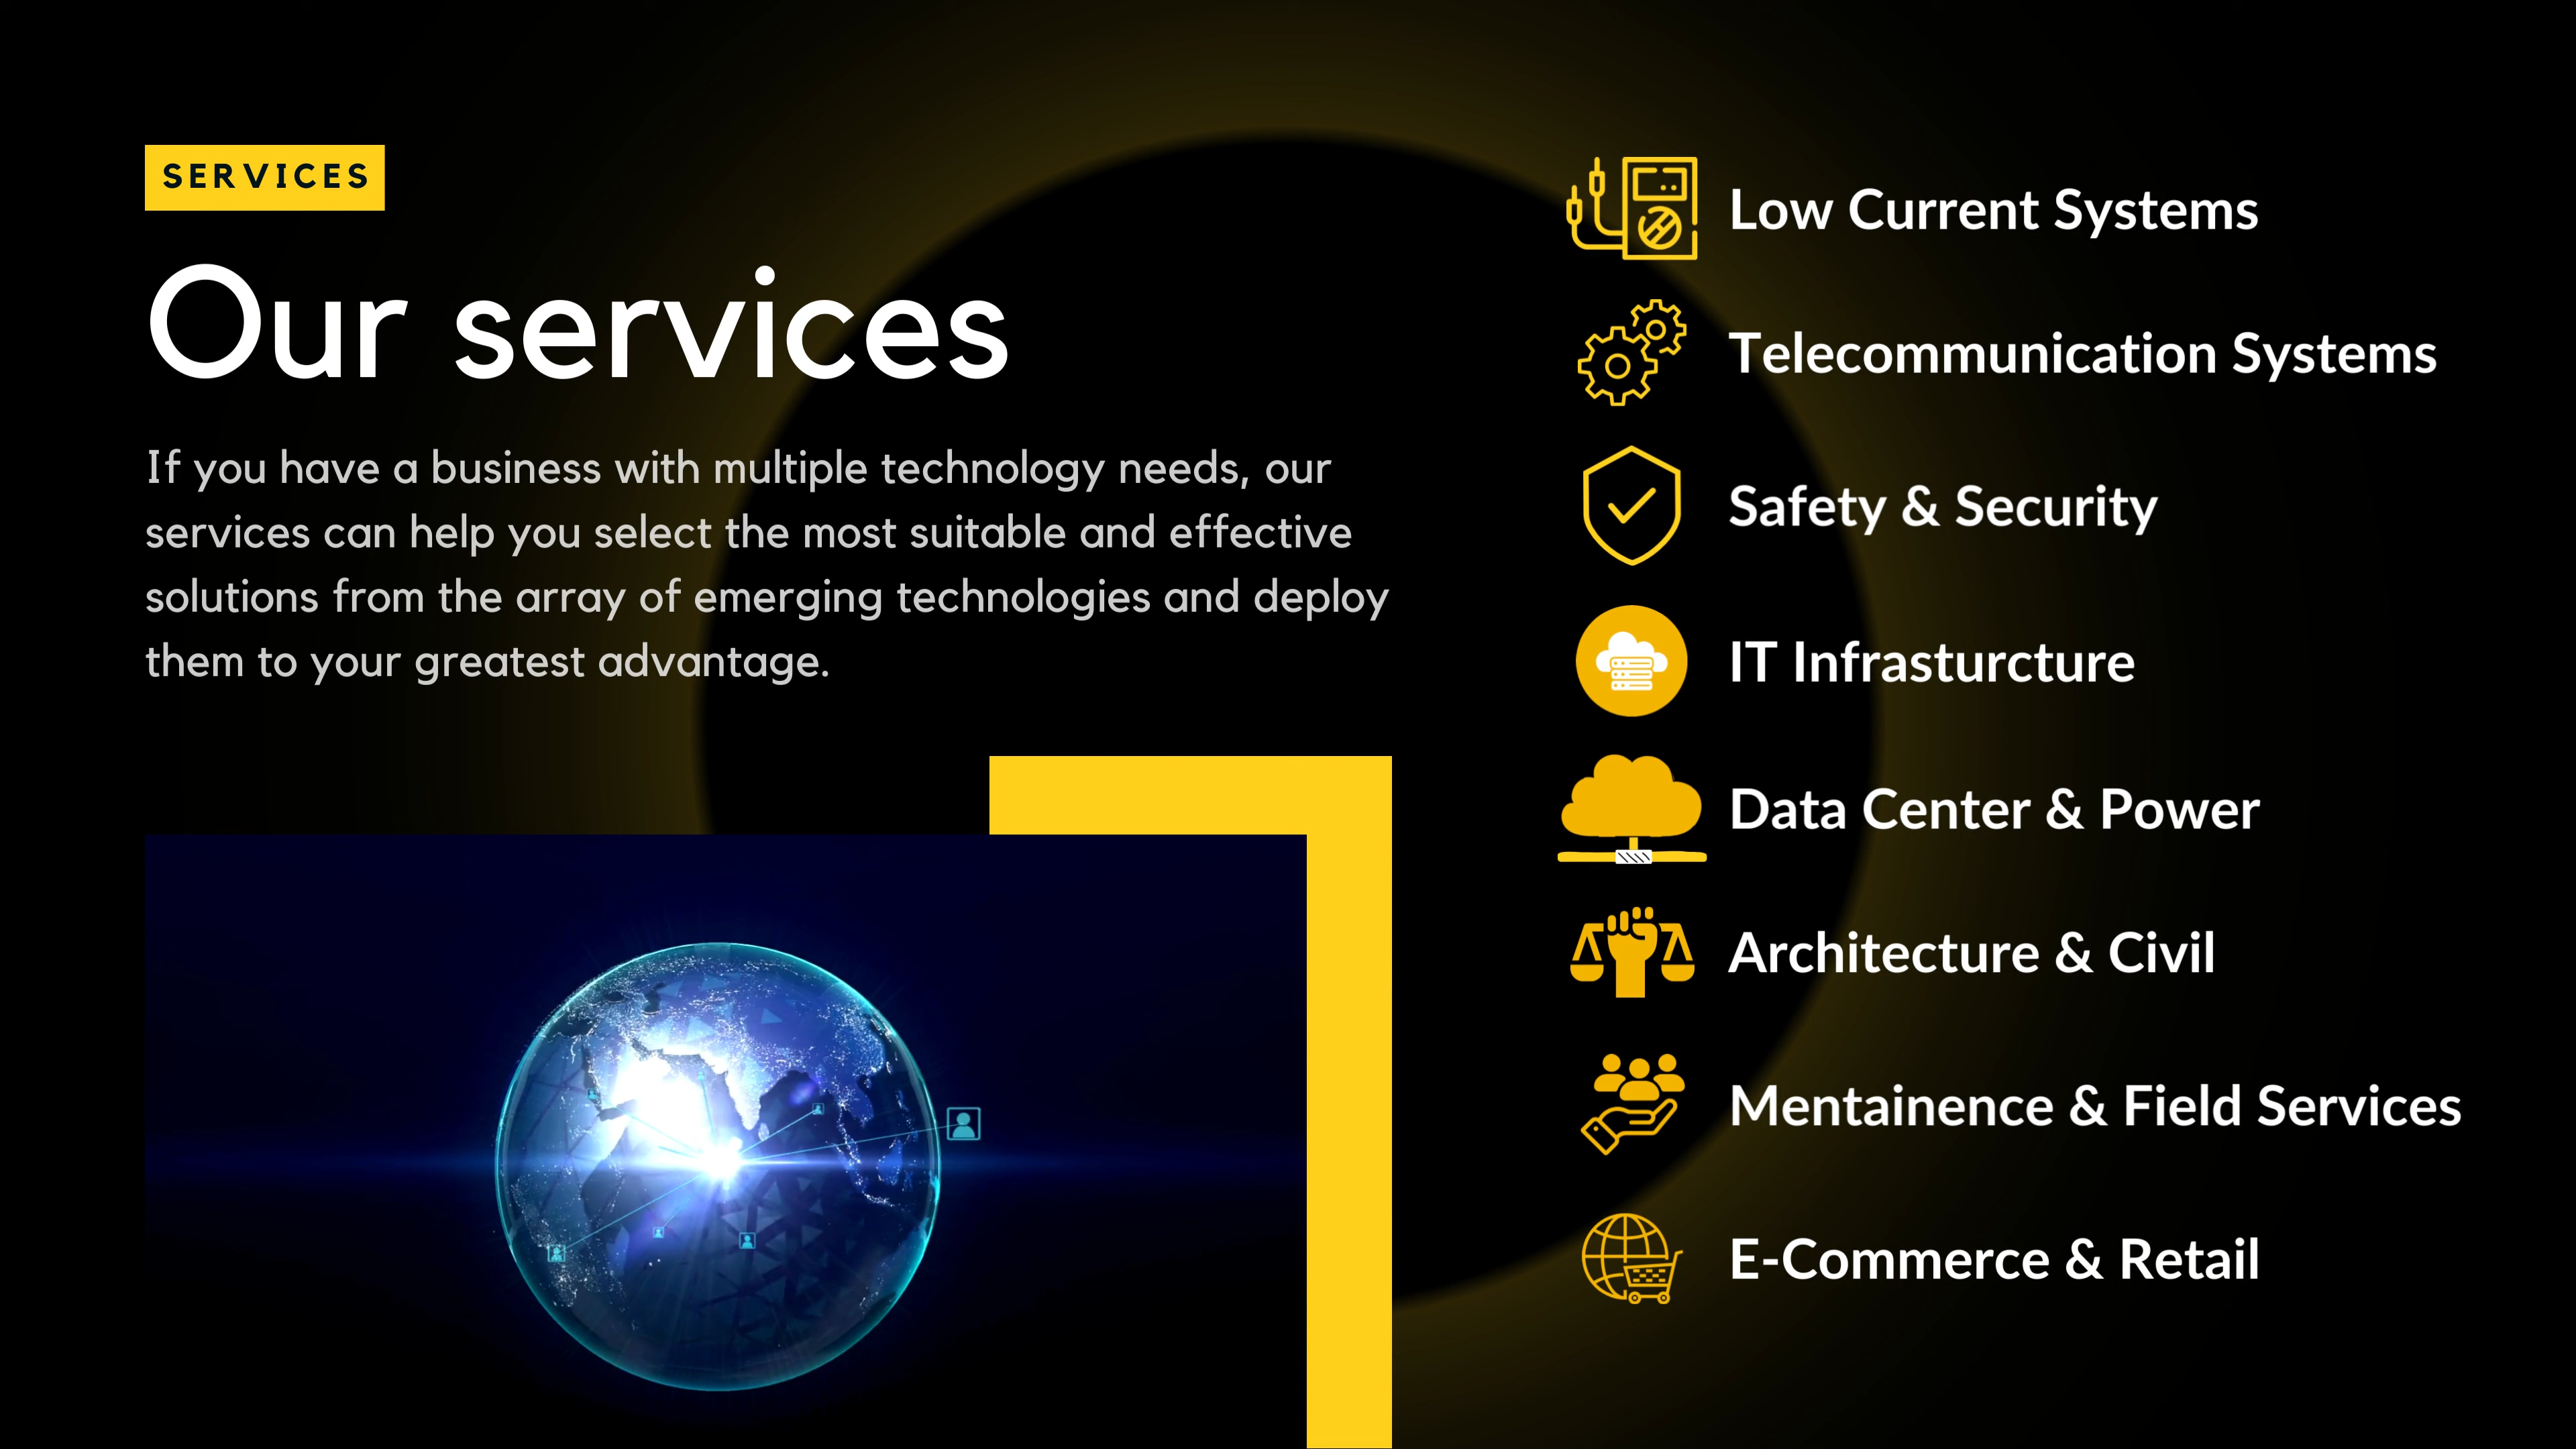 SERVICES
Our services
If you have a business with multiple technology needs, our
services can help you select the most suitable and effective
solutions from the array of emerging technologies and deploy
them to your greatest advantage.
Low Current Systems
Telecommunication Systems
Safety & Security
IT Infrasturcture
Data Center & Power
Architecture & Civil
Mentainence & Field Services
E-Commerce & Retail